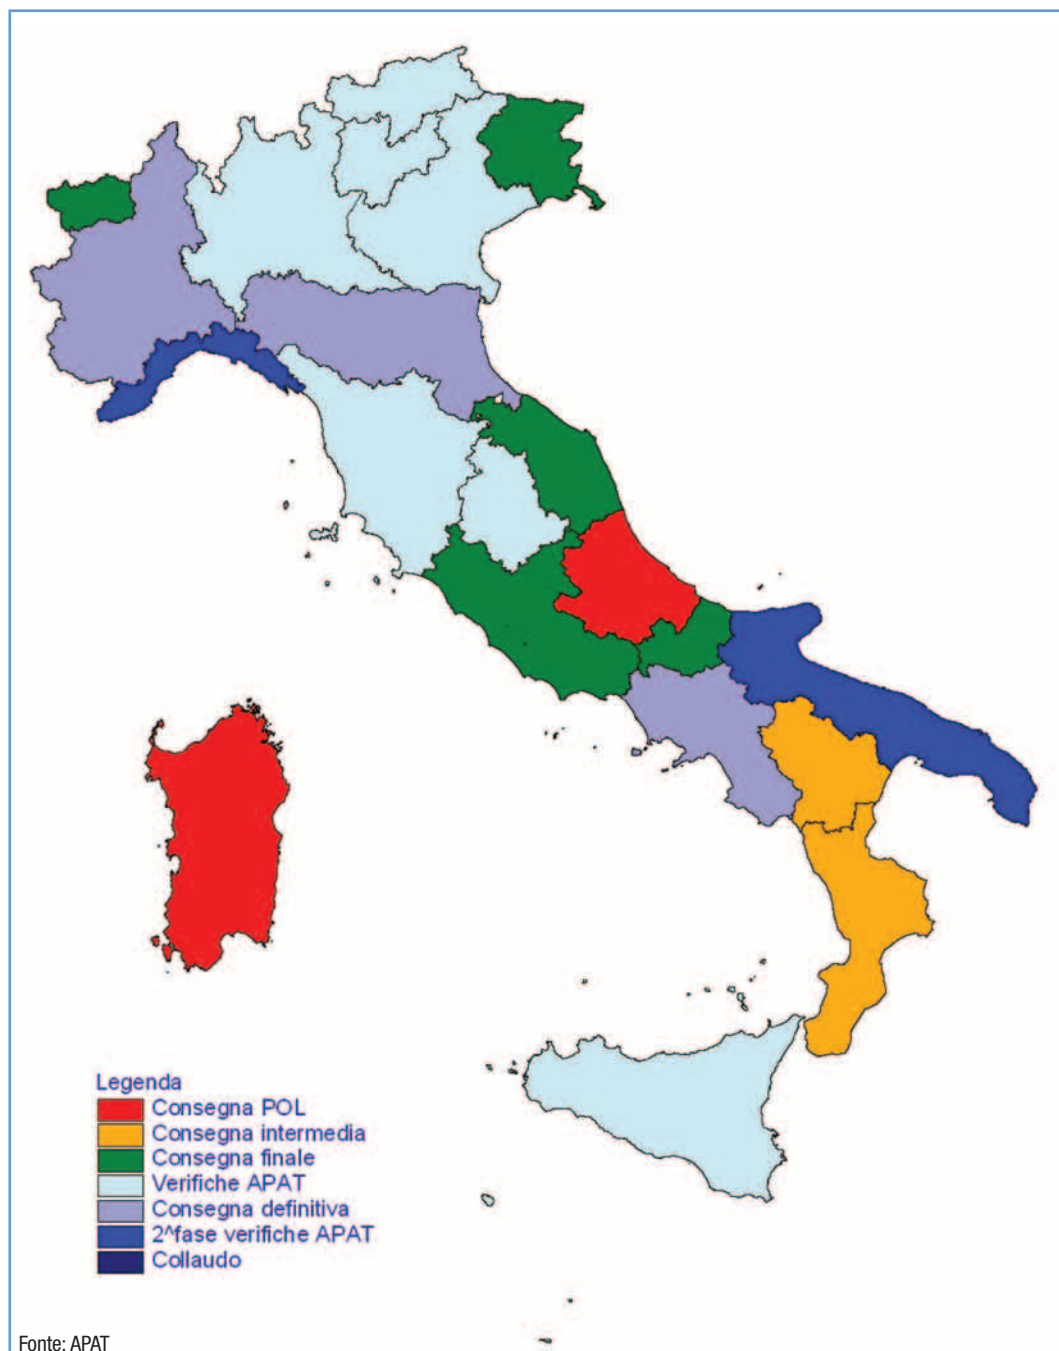 Legenda
Consegna POL
Consegna intermedia
Consegna finale
Verifiche APAT
Consegna definitiva
2^fase verifiche APAT
Collaudo
Fonte: APAT